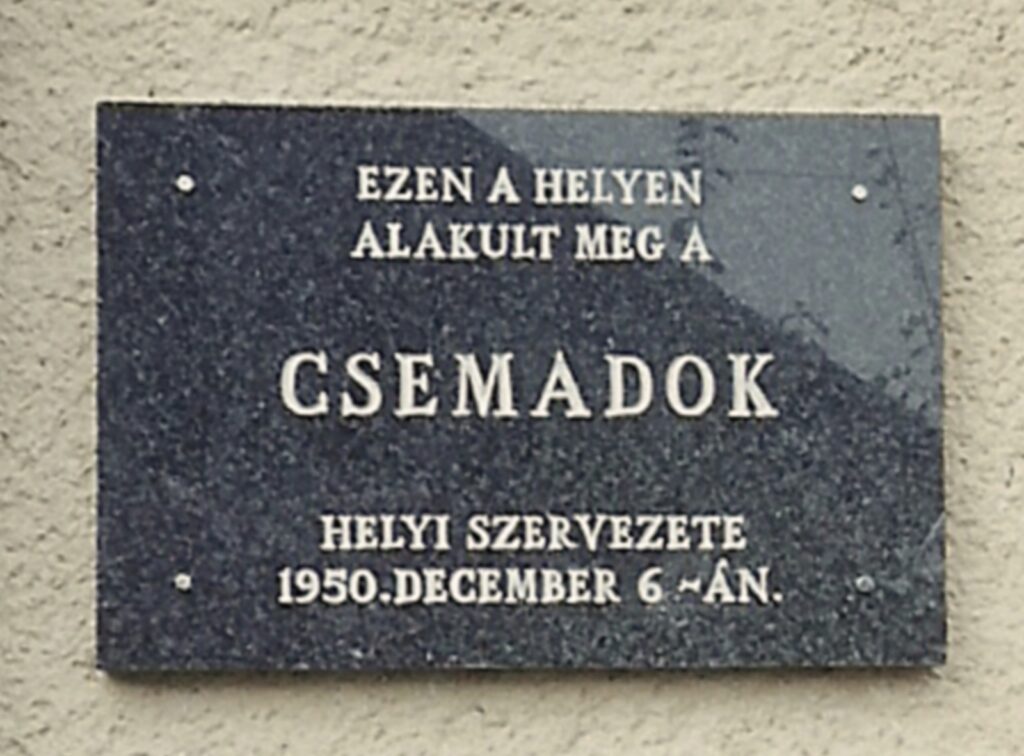 EZEN A HELYEN
ALAKULT MEG A
CSEMADOK
HELYI SZERVEZETE
1950.DECEMBER 6 ~ÁN.